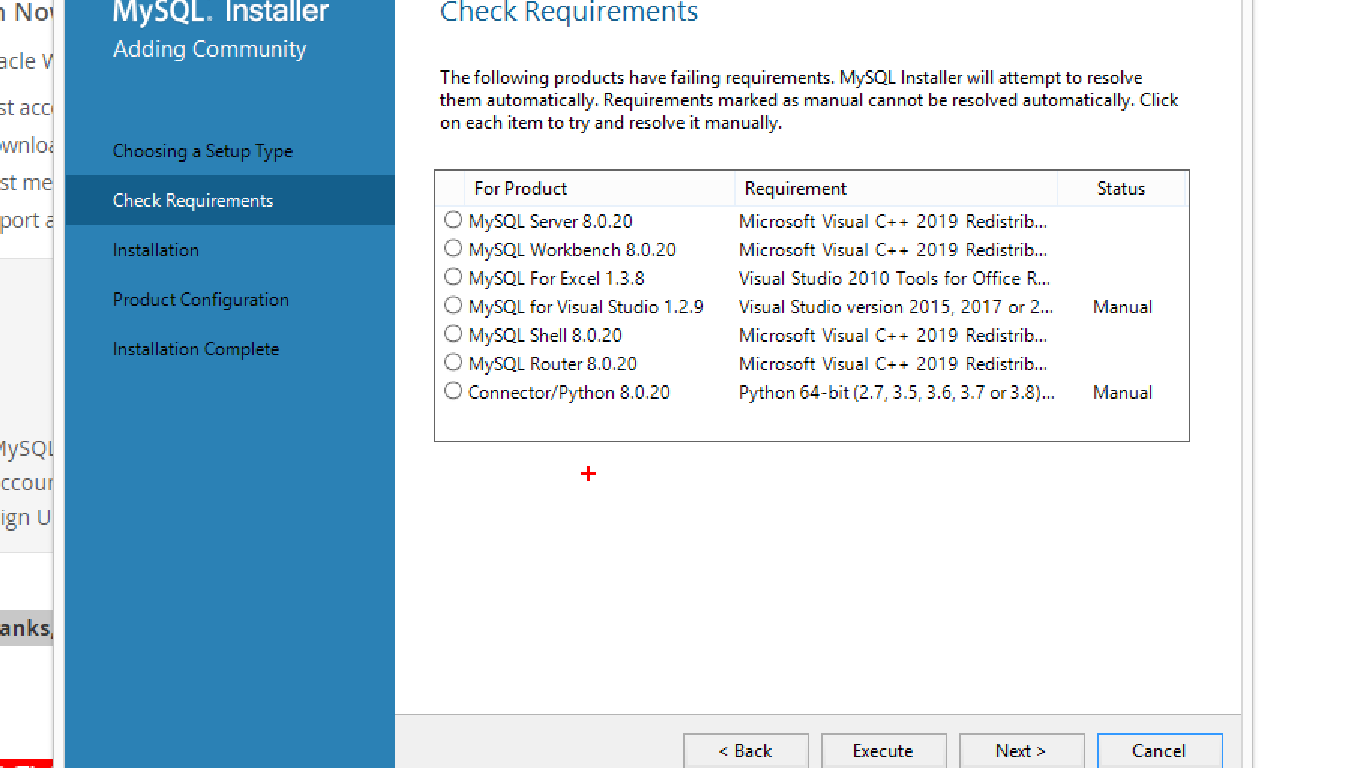 MySQL. Installer
Adding Community
Choosing a Setup Type
Check Requirements
Installation
Product Configuration
Installation Complete
Check Requirements
The following products have failing requirements. MySQL Installer will attempt to resolve
them automatically. Requirements marked as manual cannot be resolved automatically. Click
on each item to try and resolve it manually.
For Product Requirement Status
MySQL Server 8.0.20 Microsoft Visual C++ 2019 Redistrib...
MySQL Workbench 8.0.20 Microsoft Visual C++ 2019 Redistrib...
MySQL For Excel 1.3.8 Visual Studio 2010 Tools for Office R...
MySQL for Visual Studio 1.2.9 Visual Studio version 2015, 2017 or 2... Manual
MySQL Shell 8.0.20 Microsoft Visual C++ 2019 Redistrib...
MySQL Router 8.0.20 Microsoft Visual C++ 2019 Redistrib...
Connector/Python 8.0.20 Python 64-bit (2.7, 3.5, 3.6, 3.7 or 3.8)... Manual
< Back Execute Next > Cancel